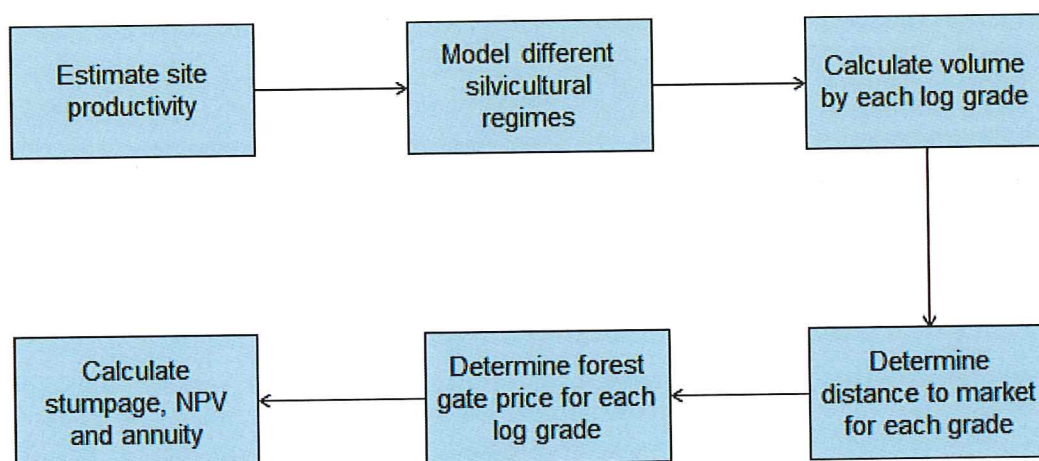 Estimate site
productivity
Model different
silvicultural
regimes
Calculate volume
by each log grade
Determine
distance to market
for each grade
Determine forest
gate price for each
log grade
Calculate
stumpage, NPV
and annuity